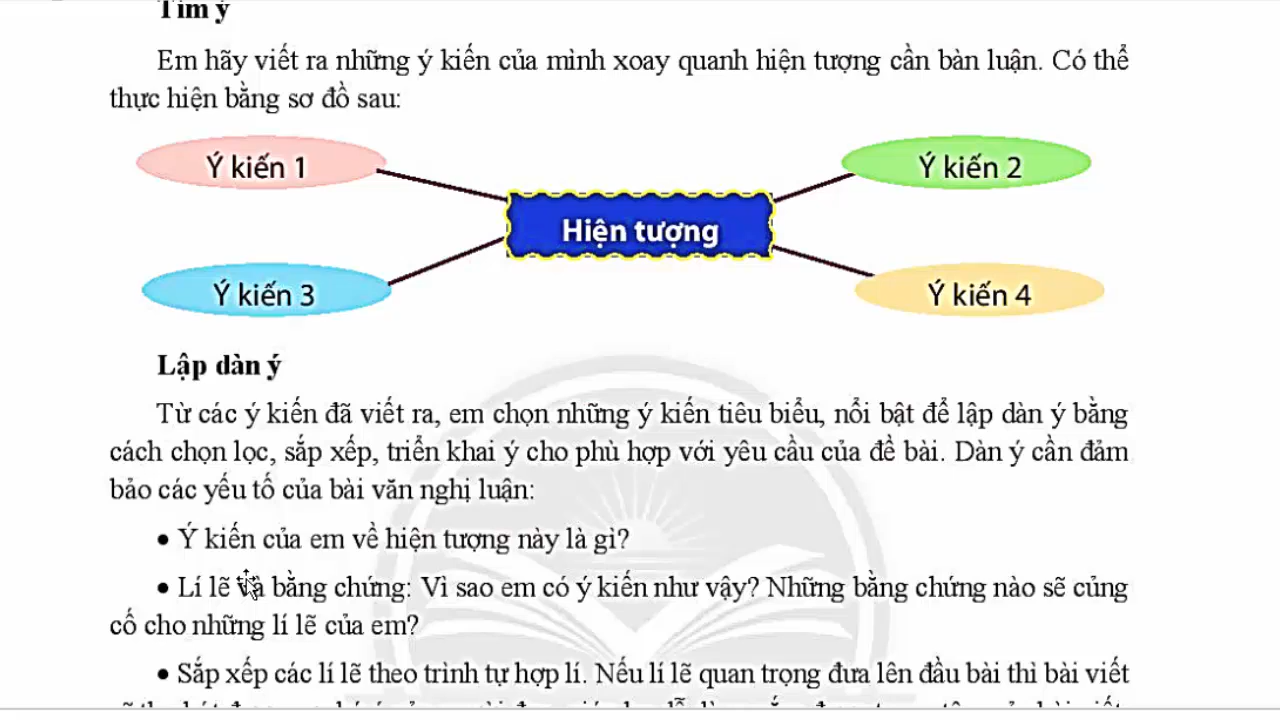 Tìm ý
Em hãy viết ra những ý kiến của mình xoay quanh hiện tượng cần bàn luận. Có thể
thực hiện bằng sơ đồ sau:
Ý kiến 1
Ý kiến 2
Hiện tượng
Ý kiến 3
Ý kiến 4
Lập dàn ý
Từ các ý kiến đã viết ra, em chọn những ý kiến tiêu biểu, nổi bật để lập dàn ý bằng
cách chọn lọc, sắp xếp, triển khai ý cho phù hợp với yêu cầu của đề bài. Dàn ý cần đảm
bảo các yếu tố của bài văn nghị luận:
• Ý kiến của em về hiện tượng này là gì?
• Lí lẽ và bằng chứng: Vì sao em có ý kiến như vậy? Những bằng chứng nào sẽ củng
cố cho những lí lẽ của em?
• Sắp xếp các lí lẽ theo trình tự hợp lí. Nếu lí lẽ quan trọng đưa lên đầu bài thì bài viết